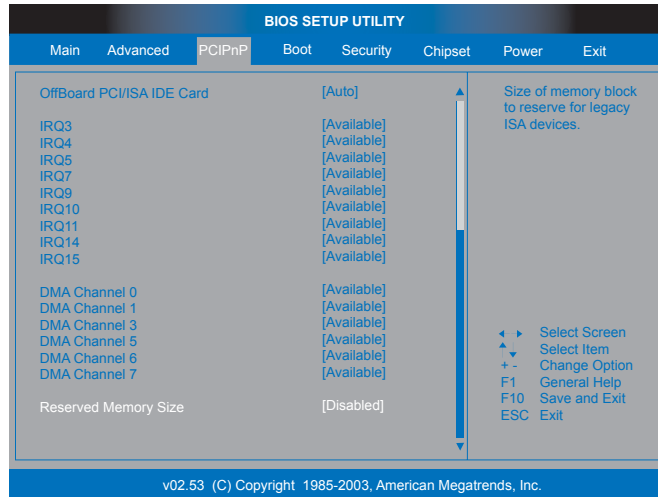 BIOS SETUP UTILITY
Main Advanced PCIPnP Boot Security Chipset Power Exit
OffBoard PCI/ISA IDE Card [Auto]
IRQ3 [Available]
IRQ4 [Available]
IRQ5 [Available]
IRQ7 [Available]
IRQ9 [Available]
IRQ10 [Available]
IRQ11 [Available]
IRQ14 [Available]
IRQ15 [Available]
DMA Channel 0 [Available]
DMA Channel 1 [Available]
DMA Channel 3 [Available]
DMA Channel 5 [Available]
DMA Channel 6 [Available]
DMA Channel 7 [Available]
Reserved Memory Size [Disabled]
Size of memory block
to reserve for legacy
ISA devices.
Select Screen
Select Item
+ - Change Option
F1 General Help
F10 Save and Exit
ESC Exit
v02.53 (C) Copyright 1985-2003, American Megatrends, Inc.